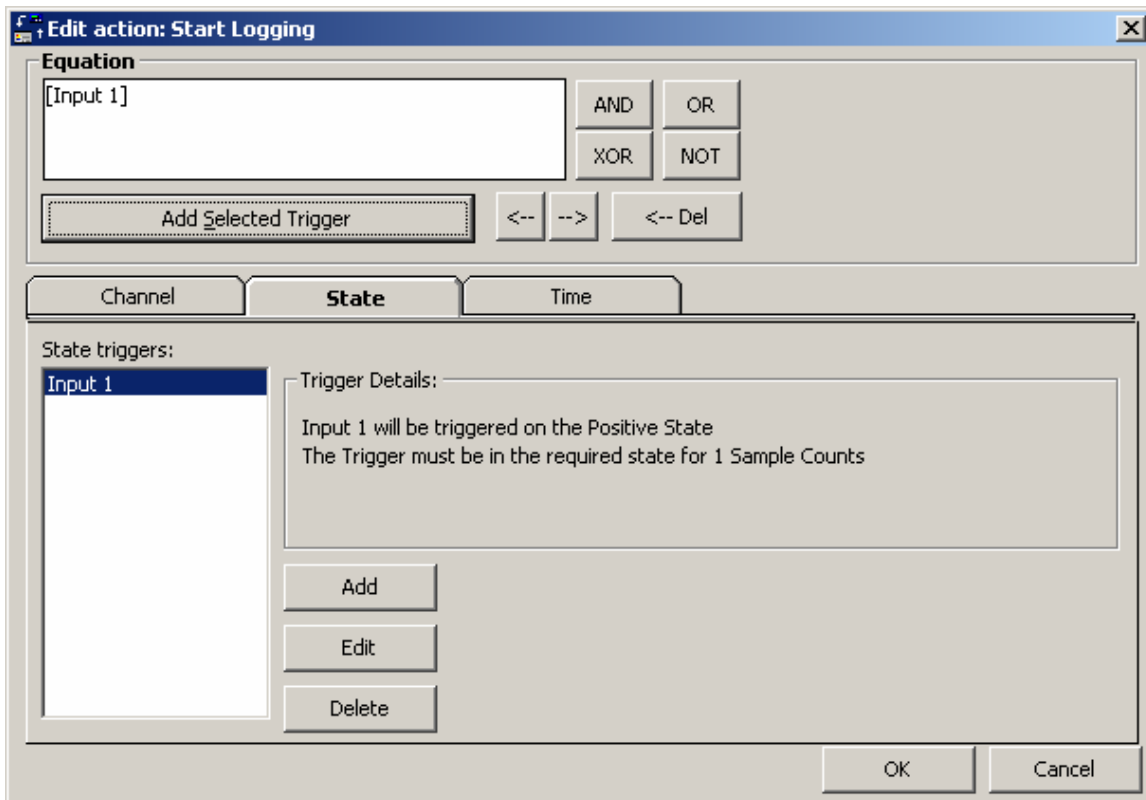 Edit action: Start Logging
Equation
[Input 1]
AND OR
XOR NOT
Add Selected Trigger <-- --> <-- Del
Channel State Time
State triggers:
Input 1
Trigger Details:
Input 1 will be triggered on the Positive State
The Trigger must be in the required state for 1 Sample Counts
Add
Edit
Delete
OK Cancel